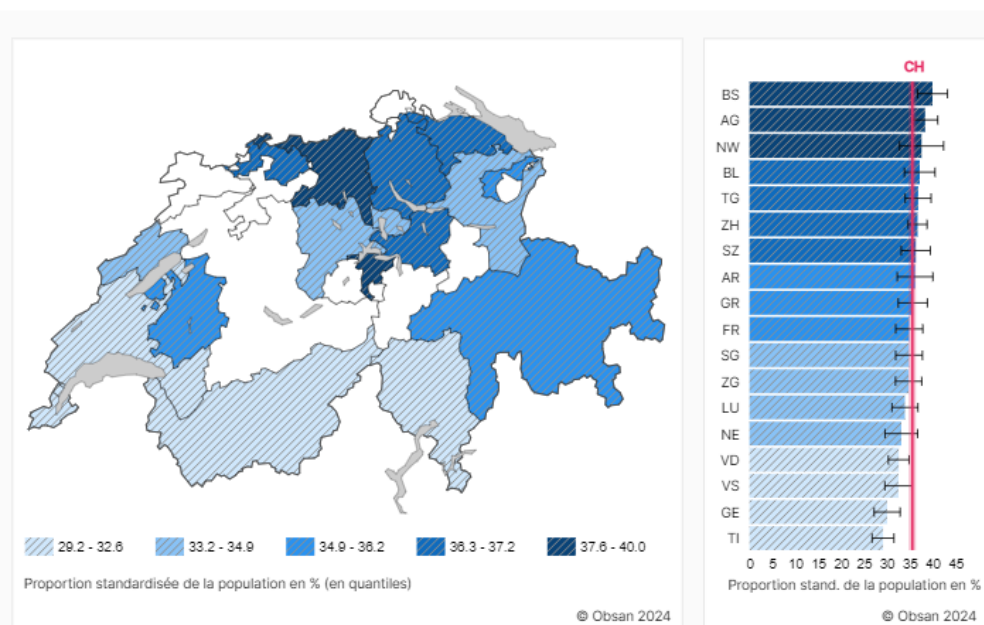 29.2 - 32.6
33.2 - 34.9
34.9 - 36.2
36.3 - 37.2
37.6 - 40.0
Proportion standardisée de la population en % (en quantiles)
© Obsan 2024
CH
BS
AG
NW
BL
TG
ZH
SZ
AR
GR
FR
SG
ZG
LU
NE
VD
VS
GE
TI
0 5 10 15 20 25 30 35 40 45
Proportion stand. de la population en %
© Obsan 2024